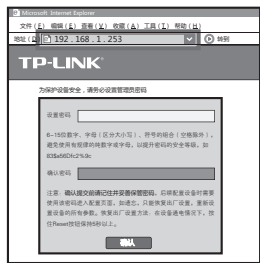 Microsoft Internet Explorer
文件(F) 编辑(E) 查看(V) 收藏(A) 工具(T) 帮助(H)
地址(D) 192.168.1.253 转到
TP-LINK®
为保护设备安全，请务必设置管理员密码
设置密码
6-15位数字、字母（区分大小写）、符号的组合（空格除外）。
避免使用有规律的纯数字或字母，以提升密码的安全等级，如
83$a56Dfc2%9c
确认密码
注意：确认提交前请记住并妥善保管密码。后续配置设备时需要
使用该密码进入配置页面，如遗忘，只能恢复出厂设置，重新设
置设备的所有参数。恢复出厂设置方法：在设备通电情况下，按
住Reset按钮保持5秒以上。
确认